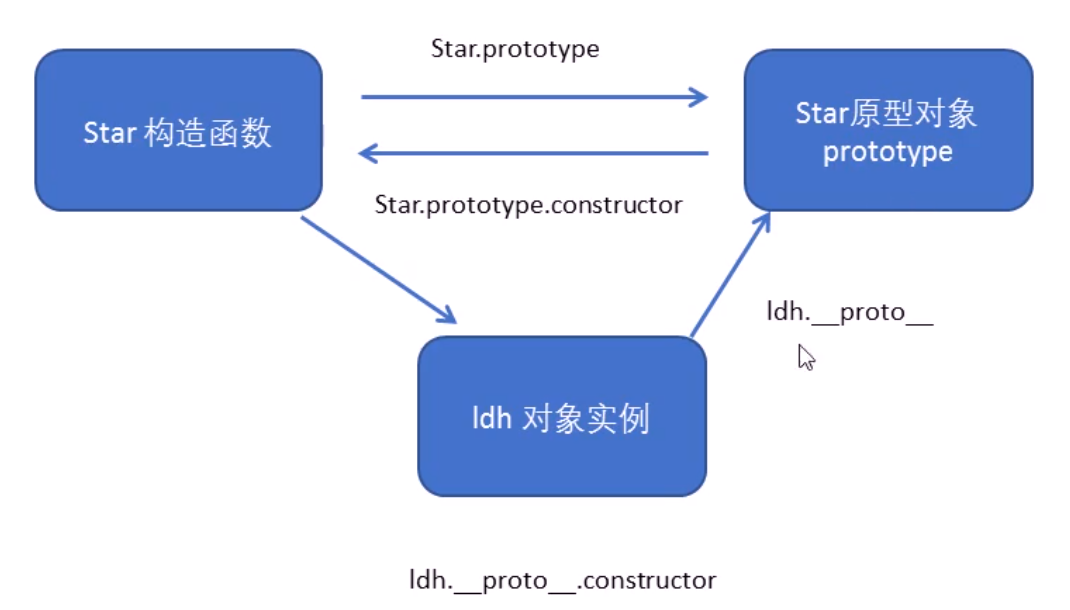 Star.prototype
Star 构造函数
Star原型对象
prototype
Star.prototype.constructor
ldh.__proto__
ldh 对象实例
ldh.__proto__.constructor